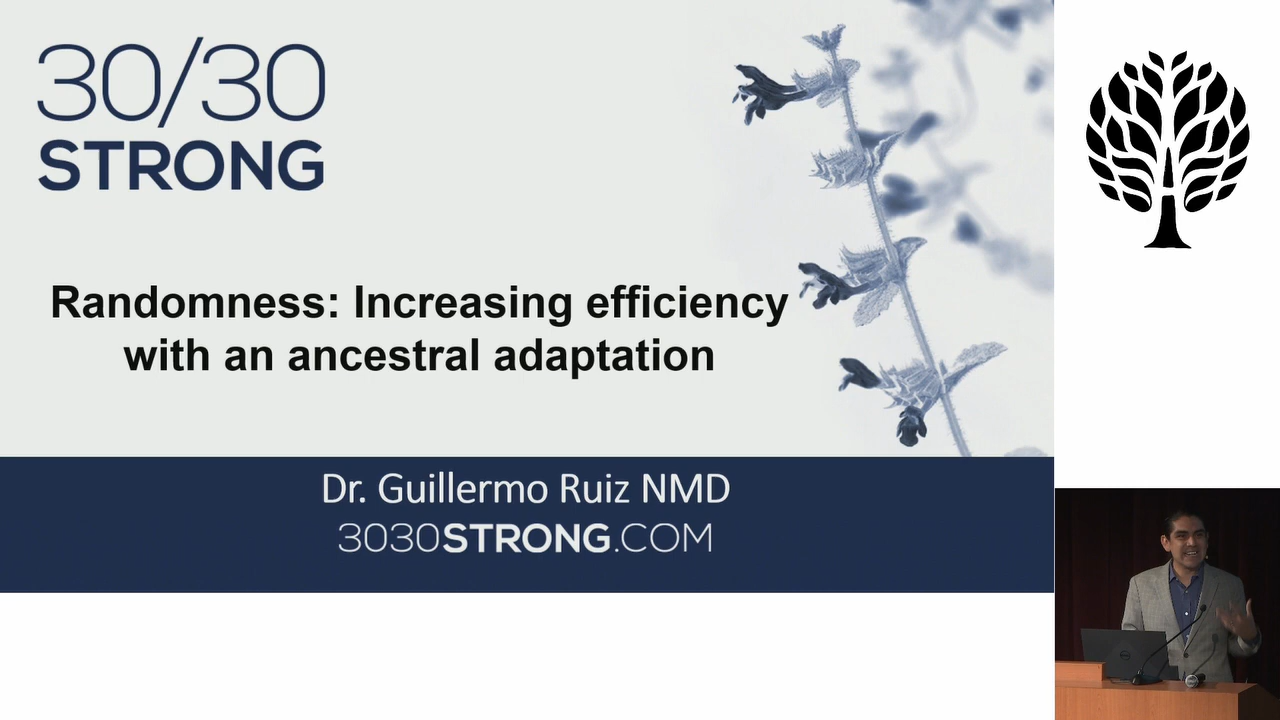 30/30
STRONG
Randomness: Increasing efficiency
with an ancestral adaptation
Dr. Guillermo Ruiz NMD
3030STRONG.COM